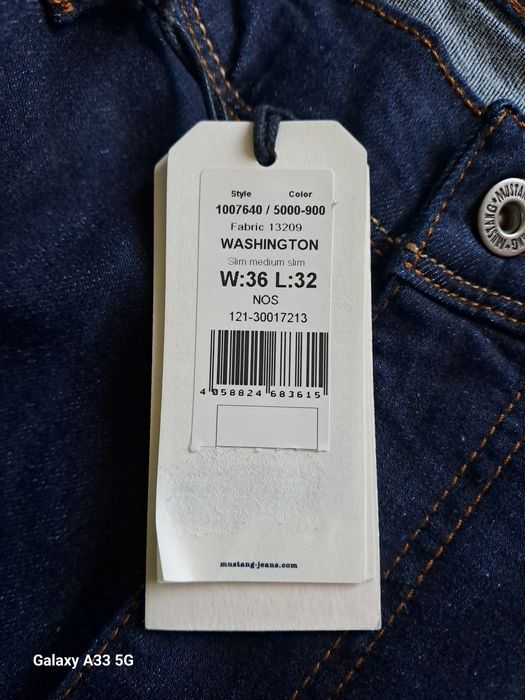 Style Color
1007640 / 5000-900
Fabric 13209
WASHINGTON
Slim medium slim
W:36 L:32
NOS
121-30017213
4 058824 683615
mustang-jeans.com
MUSTANG*MUSTANG
Galaxy A33 5G